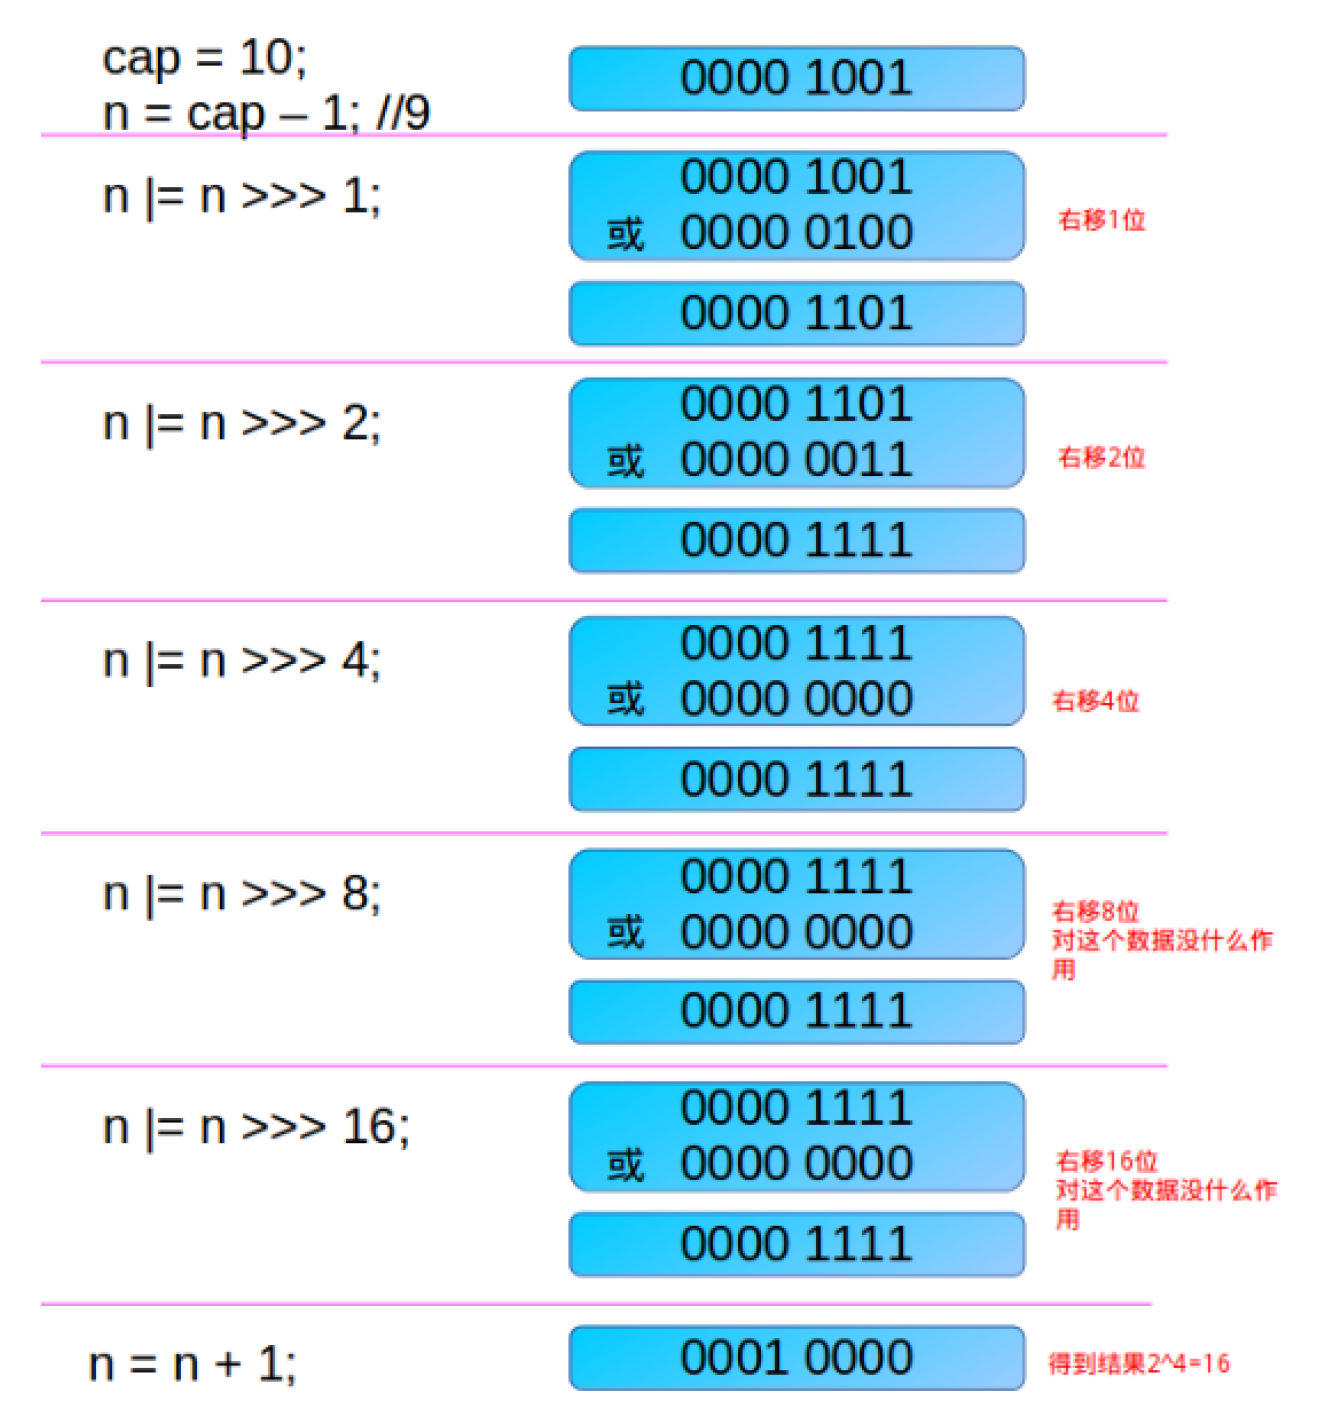 cap = 10;
n = cap – 1; //9
0000 1001
n |= n >>> 1;
0000 1001
或 0000 0100
右移1位
0000 1101
n |= n >>> 2;
0000 1101
或 0000 0011
右移2位
0000 1111
n |= n >>> 4;
0000 1111
或 0000 0000
右移4位
0000 1111
n |= n >>> 8;
0000 1111
或 0000 0000
右移8位
对这个数据没什么作
用
0000 1111
n |= n >>> 16;
0000 1111
或 0000 0000
右移16位
对这个数据没什么作
用
0000 1111
n = n + 1;
0001 0000
得到结果2^4=16